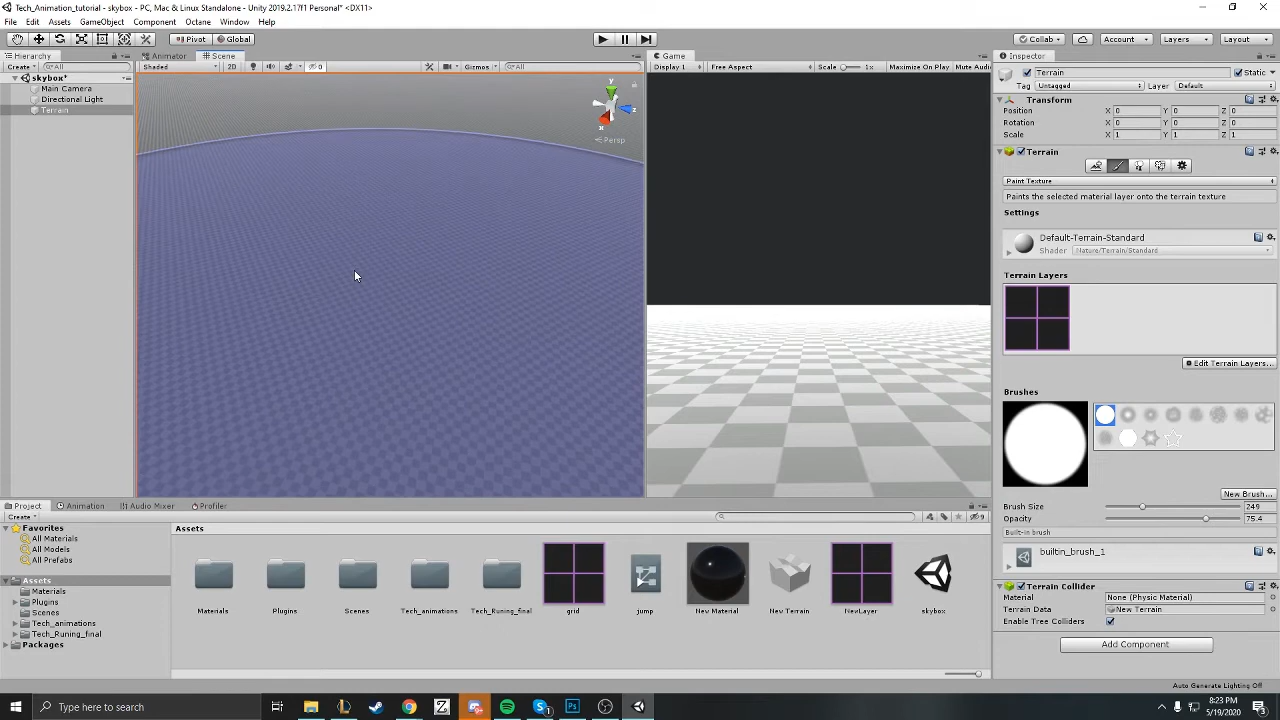 Tech_Animation_tutorial - skybox - PC, Mac & Linux Standalone - Unity 2019.2.17f1 Personal* <DX11>
File Edit Assets GameObject Component Octane Window Help
Pivot Global Collab Account Layers Layout
Hierarchy Animator Scene Game Inspector
Create All Shaded 2D 0 Gizmos All Display 1 Free Aspect Scale 1x Maximize On Play Mute Audi
skybox*
Main Camera
Directional Light
Terrain
y
z
x
Persp
Terrain Static
Tag Untagged Layer Default
Transform
Position X 0 Y 0 Z 0
Rotation X 0 Y 0 Z 0
Scale X 1 Y 1 Z 1
Terrain
Paint Texture
Paints the selected material layer onto the terrain texture
Settings
Default-Terrain-Standard
Shader Nature/Terrain/Standard
Terrain Layers
Edit Terrain Layers...
Brushes
New Brush...
Brush Size 249
Opacity 75.4
Built-in brush
builtin_brush_1
Terrain Collider
Material None (Physic Material)
Terrain Data New Terrain
Enable Tree Colliders
Add Component
Auto Generate Lighting Off
Project Animation Audio Mixer Profiler
Create 9
Favorites
All Materials
All Models
All Prefabs
Assets
Materials
Plugins
Scenes
Tech_animations
Tech_Runing_final
Packages
Assets
Materials Plugins Scenes Tech_animations Tech_Runing_final grid jump New Material New Terrain NewLayer skybox
Type here to search
8:23 PM
5/19/2020